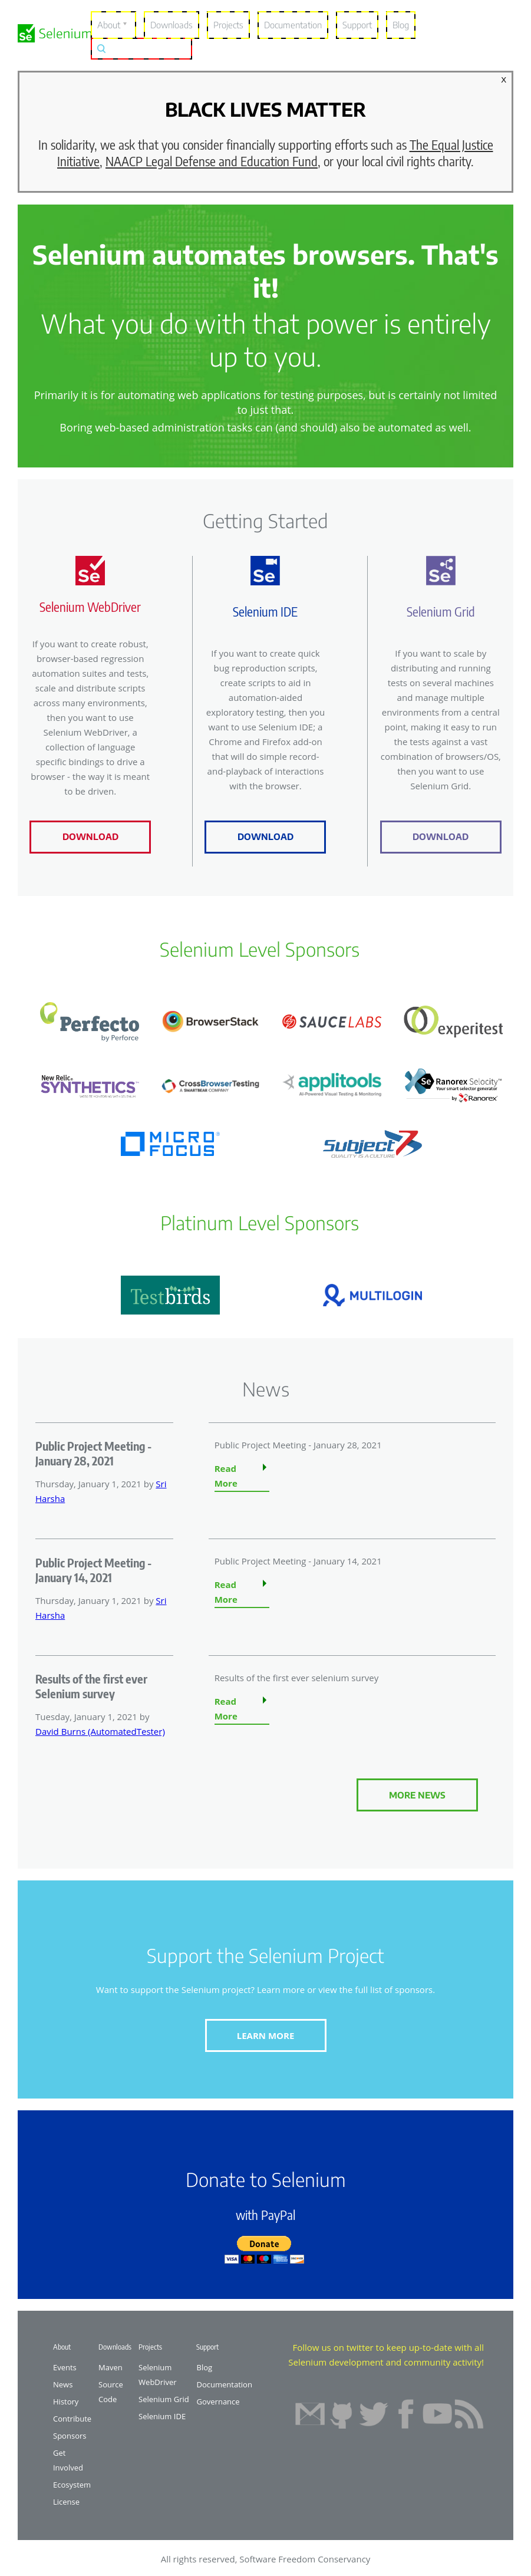 Selenium
About *
Downloads
Projects
Documentation
Support
Blog
X
BLACK LIVES MATTER
In solidarity, we ask that you consider financially supporting efforts such as The Equal Justice
Initiative, NAACP Legal Defense and Education Fund, or your local civil rights charity.
Selenium automates browsers. That's
it!
What you do with that power is entirely
up to you.
Primarily it is for automating web applications for testing purposes, but is certainly not limited
to just that.
Boring web-based administration tasks can (and should) also be automated as well.
Getting Started
Se
Selenium WebDriver
If you want to create robust,
browser-based regression
automation suites and tests,
scale and distribute scripts
across many environments,
then you want to use
Selenium WebDriver, a
collection of language
specific bindings to drive a
browser - the way it is meant
to be driven.
DOWNLOAD
Se
Selenium IDE
If you want to create quick
bug reproduction scripts,
create scripts to aid in
automation-aided
exploratory testing, then you
want to use Selenium IDE; a
Chrome and Firefox add-on
that will do simple record-
and-playback of interactions
with the browser.
DOWNLOAD
Se
Selenium Grid
If you want to scale by
distributing and running
tests on several machines
and manage multiple
environments from a central
point, making it easy to run
the tests against a vast
combination of browsers/OS,
then you want to use
Selenium Grid.
DOWNLOAD
Selenium Level Sponsors
Perfecto
by Perforce
BrowserStack
SAUCELABS
experitest
New Relic
SYNTHETICS
CrossBrowserTesting
A SMARTBEAR COMPANY
applitools
AI-Powered Visual Testing & Monitoring
Se Ranorex Selocity
Your smart selector generator
by Ranorex
MICRO
FOCUS
Subject7
QUALITY IS A CULTURE
Platinum Level Sponsors
Testbirds
MULTILOGIN
News
Public Project Meeting -
January 28, 2021
Thursday, January 1, 2021 by Sri
Harsha
Public Project Meeting - January 28, 2021
Read
More
Public Project Meeting -
January 14, 2021
Thursday, January 1, 2021 by Sri
Harsha
Public Project Meeting - January 14, 2021
Read
More
Results of the first ever
Selenium survey
Tuesday, January 1, 2021 by
David Burns (AutomatedTester)
Results of the first ever selenium survey
Read
More
MORE NEWS
Support the Selenium Project
Want to support the Selenium project? Learn more or view the full list of sponsors.
LEARN MORE
Donate to Selenium
with PayPal
Donate
VISA
About
Events
News
History
Contribute
Sponsors
Get
Involved
Ecosystem
License
Downloads
Maven
Source
Code
Projects
Selenium
WebDriver
Selenium Grid
Selenium IDE
Support
Blog
Documentation
Governance
Follow us on twitter to keep up-to-date with all
Selenium development and community activity!
All rights reserved, Software Freedom Conservancy